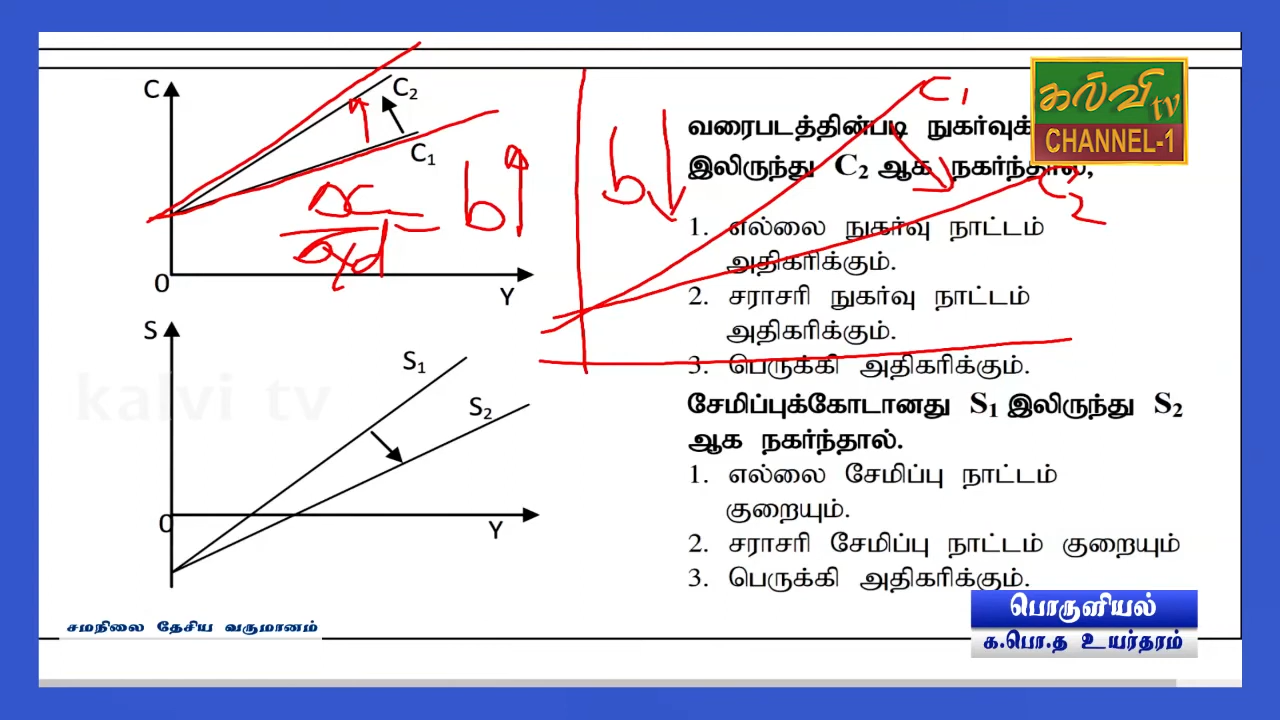 C
C₂
C₁
b
0
Y
b
C₁
C₂
வரைபடத்தின்படி நுகர்வுக்
இலிருந்து C₂ ஆக நகர்ந்தால்,
1. எல்லை நுகர்வு நாட்டம்
அதிகரிக்கும்.
2. சராசரி நுகர்வு நாட்டம்
அதிகரிக்கும்.
3. பெருக்கி அதிகரிக்கும்.
கல்வி tv
CHANNEL-1
S
S₁
S₂
0
Y
kalvi tv
சேமிப்புக்கோடானது S₁ இலிருந்து S₂
ஆக நகர்ந்தால்.
1. எல்லை சேமிப்பு நாட்டம்
குறையும்.
2. சராசரி சேமிப்பு நாட்டம் குறையும்
3. பெருக்கி அதிகரிக்கும்.
சமநிலை தேசிய வருமானம்
பொருளியல்
க.பொ.த உயர்தரம்